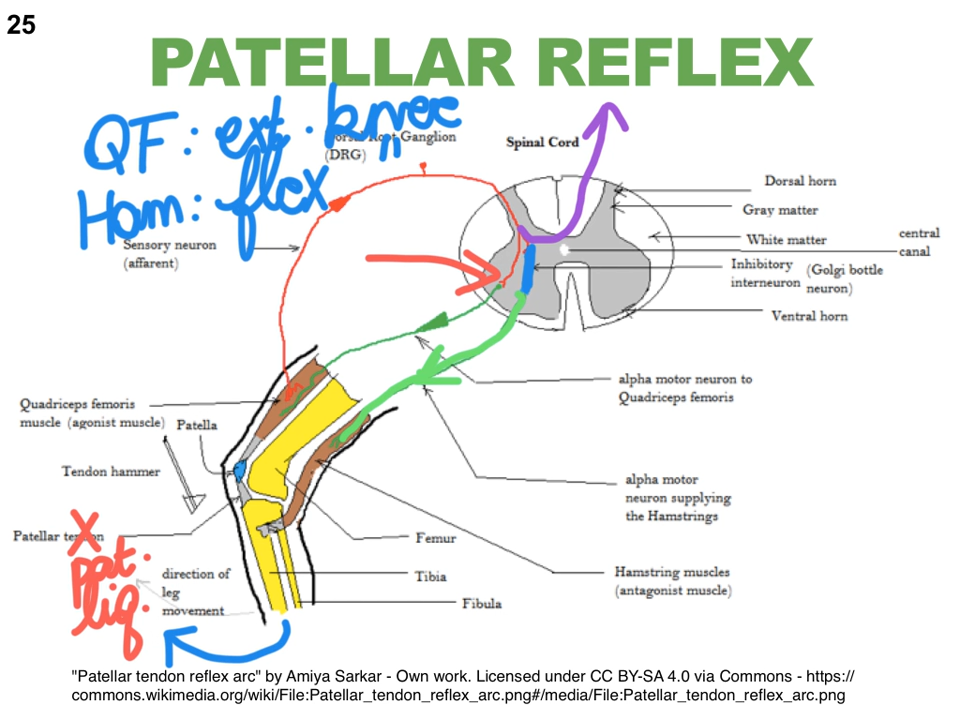 25
PATELLAR REFLEX
QF: ext. knee
Ham: flex "
Dorsal Root Ganglion
(DRG)
Spinal Cord
Dorsal horn
Gray matter
White matter
central
canal
Inhibitory
interneuron
(Golgi bottle
neuron)
Ventral horn
Sensory neuron
(affarent)
alpha motor neuron to
Quadriceps femoris
Quadriceps femoris
muscle (agonist muscle)
Patella
Tendon hammer
alpha motor
neuron supplying
the Hamstrings
Patellar tendon
X
pat.
lig.
Femur
direction of
leg
movement
Tibia
Hamstring muscles
(antagonist muscle)
Fibula
"Patellar tendon reflex arc" by Amiya Sarkar - Own work. Licensed under CC BY-SA 4.0 via Commons - https://
commons.wikimedia.org/wiki/File:Patellar_tendon_reflex_arc.png#/media/File:Patellar_tendon_reflex_arc.png